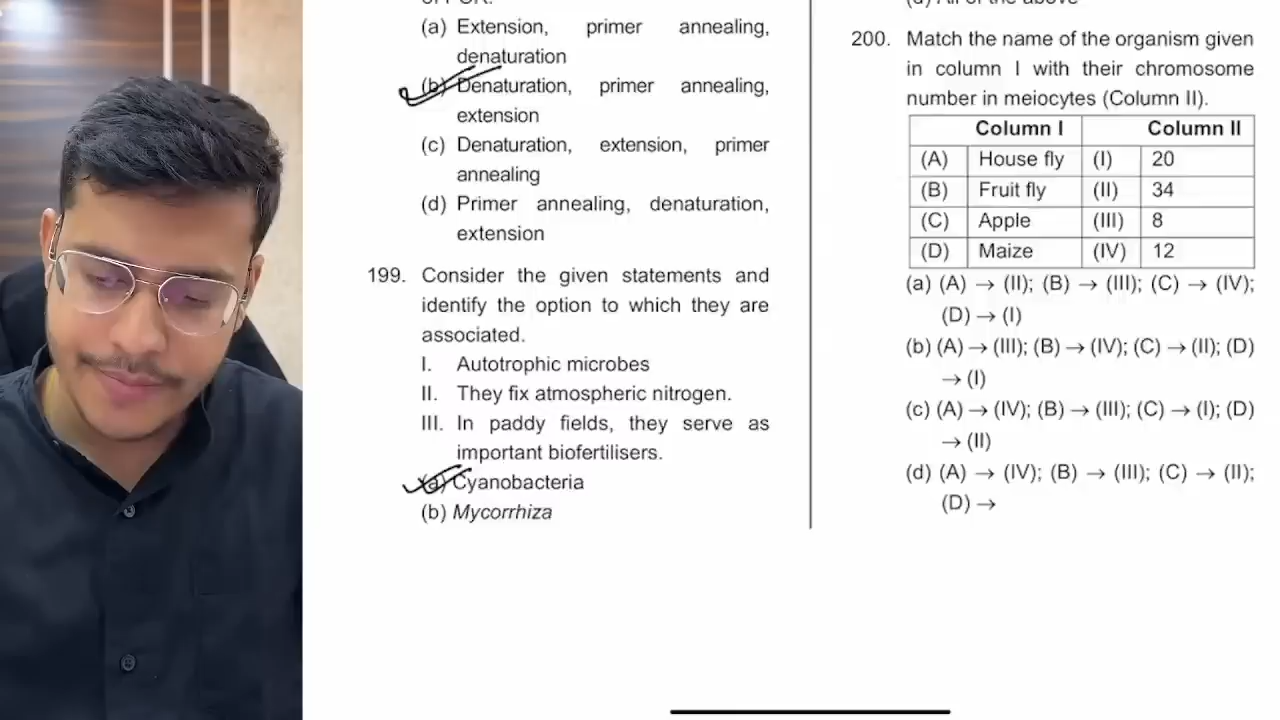 (a) Extension, primer annealing,
denaturation
(b) Denaturation, primer annealing,
extension
(c) Denaturation, extension, primer
annealing
(d) Primer annealing, denaturation,
extension
199. Consider the given statements and
identify the option to which they are
associated.
I. Autotrophic microbes
II. They fix atmospheric nitrogen.
III. In paddy fields, they serve as
important biofertilisers.
(a) Cyanobacteria
(b) Mycorrhiza
(d) All of the above
200. Match the name of the organism given
in column I with their chromosome
number in meiocytes (Column II).
Column I Column II
(A) House fly (I) 20
(B) Fruit fly (II) 34
(C) Apple (III) 8
(D) Maize (IV) 12
(a) (A) → (II); (B) → (III); (C) → (IV);
(D) → (I)
(b) (A) → (III); (B) → (IV); (C) → (II); (D)
→ (I)
(c) (A) → (IV); (B) → (III); (C) → (I); (D)
→ (II)
(d) (A) → (IV); (B) → (III); (C) → (II);
(D) →